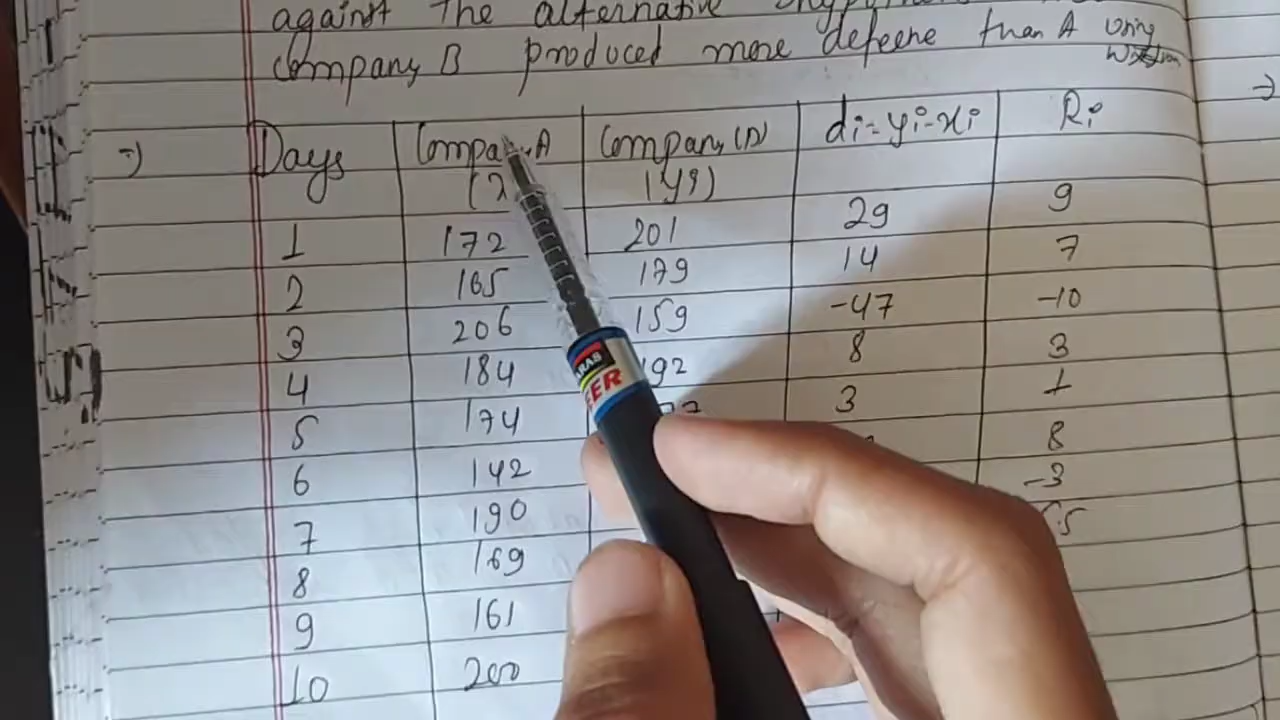 against the alternative
Company B produced more defeene than A using
Days Company A Company (B) di = yi - xi Ri
(x (yi)
1 172 201 29 9
2 165 179 14 7
3 206 159 -47 -10
4 184 192 8 3
5 174 3 1
6 142 8
7 190 -3
8 169
9 161
10 200